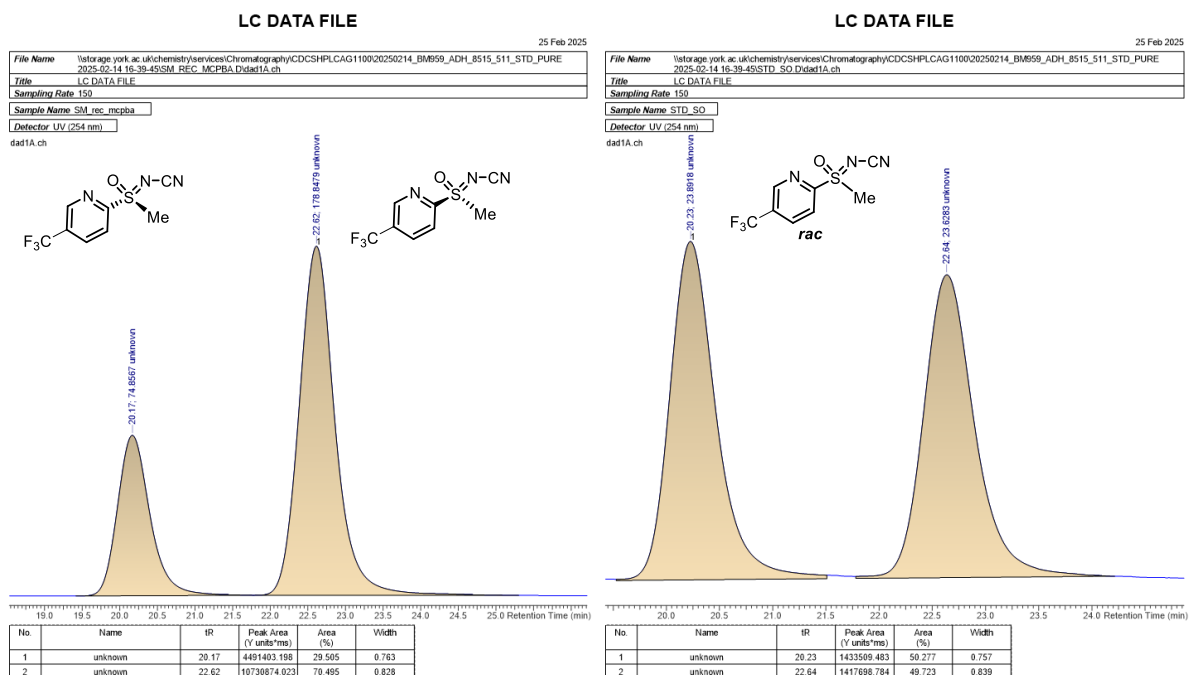 LC DATA FILE
25 Feb 2025
File Name \\storage.york.ac.uk\chemistry\services\Chromatography\CDCSHPLCAG1100\20250214_BM959_ADH_8515_511_STD_PURE
2025-02-14 16-39-45\SM_REC_MCPBA.D\dad1A.ch
Title LC DATA FILE
Sampling Rate 150
Sample Name SM_rec_mcpba
Detector UV (254 nm)
dad1A.ch
20.17; 74.8567 unknown
22.62; 178.8479 unknown
F3C N O S N CN Me
F3C N O S N CN Me
19.0 19.5 20.0 20.5 21.0 21.5 22.0 22.5 23.0 23.5 24.0 24.5 25.0 Retention Time (min)
No. Name tR Peak Area (Y units*ms) Area (%) Width
1 unknown 20.17 4491403.198 29.505 0.763
2 unknown 22.62 10730874.023 70.495 0.828
LC DATA FILE
25 Feb 2025
File Name \\storage.york.ac.uk\chemistry\services\Chromatography\CDCSHPLCAG1100\20250214_BM959_ADH_8515_511_STD_PURE
2025-02-14 16-39-45\STD_SO.D\dad1A.ch
Title LC DATA FILE
Sampling Rate 150
Sample Name STD_SO
Detector UV (254 nm)
dad1A.ch
20.23; 23.8918 unknown
22.64; 23.6283 unknown
F3C N O S N CN Me
rac
20.0 20.5 21.0 21.5 22.0 22.5 23.0 23.5 24.0 Retention Time (min)
No. Name tR Peak Area (Y units*ms) Area (%) Width
1 unknown 20.23 1433509.483 50.277 0.757
2 unknown 22.64 1417698.784 49.723 0.839